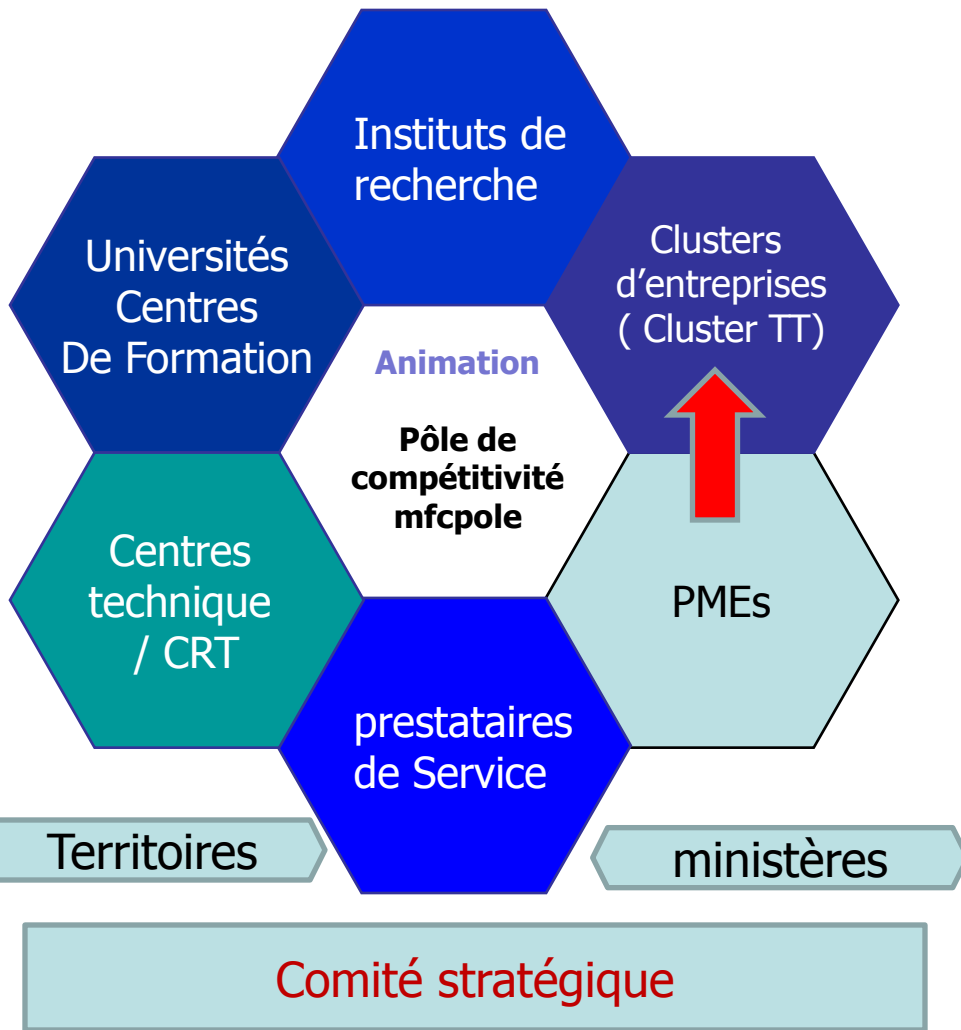 Instituts de
recherche
Universités
Centres
De Formation
Clusters
d’entreprises
( Cluster TT)
Animation
Pôle de
compétitivité
mfcpole
Centres
technique
/ CRT
PMEs
prestataires
de Service
Territoires
ministères
Comité stratégique